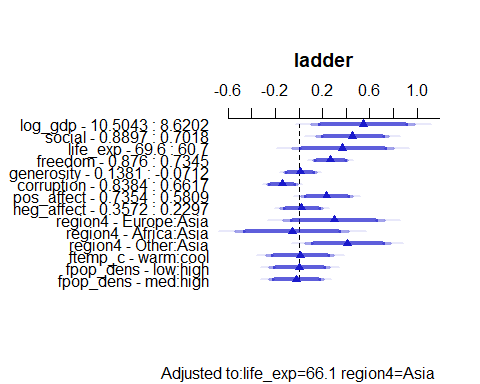 ladder
-0.6 -0.2 0.2 0.6 1.0
log_gdp - 10.5043 : 8.6202
social - 0.8897 : 0.7018
life_exp - 69.6 : 60.7
freedom - 0.876 : 0.7345
generosity - 0.1381 : -0.0712
corruption - 0.8384 : 0.6617
pos_affect - 0.7354 : 0.5809
neg_affect - 0.3572 : 0.2297
region4 - Europe:Asia
region4 - Africa:Asia
region4 - Other:Asia
ftemp_c - warm:cool
fpop_dens - low:high
fpop_dens - med:high
Adjusted to:life_exp=66.1 region4=Asia